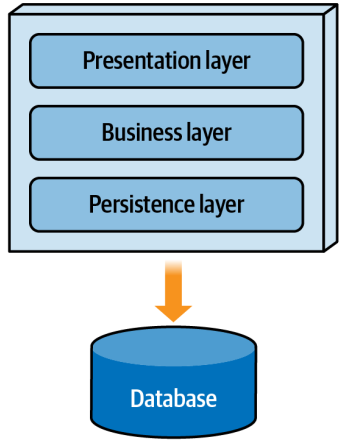 Presentation layer
Business layer
Persistence layer
Database